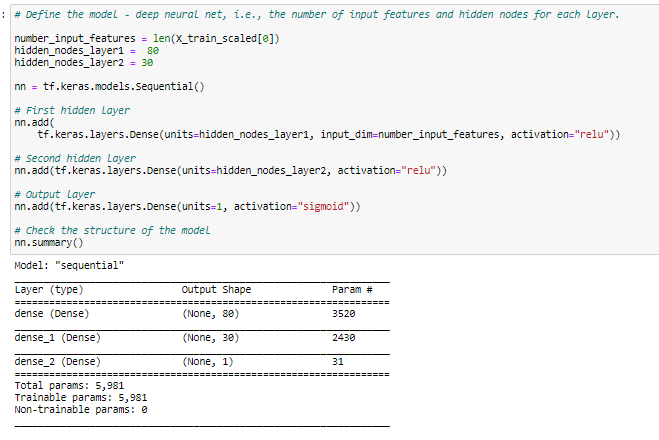 : # Define the model - deep neural net, i.e., the number of input features and hidden nodes for each layer.
number_input_features = len(X_train_scaled[0])
hidden_nodes_layer1 =  80
hidden_nodes_layer2 = 30
nn = tf.keras.models.Sequential()
# First hidden layer
nn.add(
    tf.keras.layers.Dense(units=hidden_nodes_layer1, input_dim=number_input_features, activation="relu"))
# Second hidden layer
nn.add(tf.keras.layers.Dense(units=hidden_nodes_layer2, activation="relu"))
# Output layer
nn.add(tf.keras.layers.Dense(units=1, activation="sigmoid"))
# Check the structure of the model
nn.summary()
Model: "sequential"
Layer (type) Output Shape Param #
dense (Dense) (None, 80) 3520
dense_1 (Dense) (None, 30) 2430
dense_2 (Dense) (None, 1) 31
Total params: 5,981
Trainable params: 5,981
Non-trainable params: 0